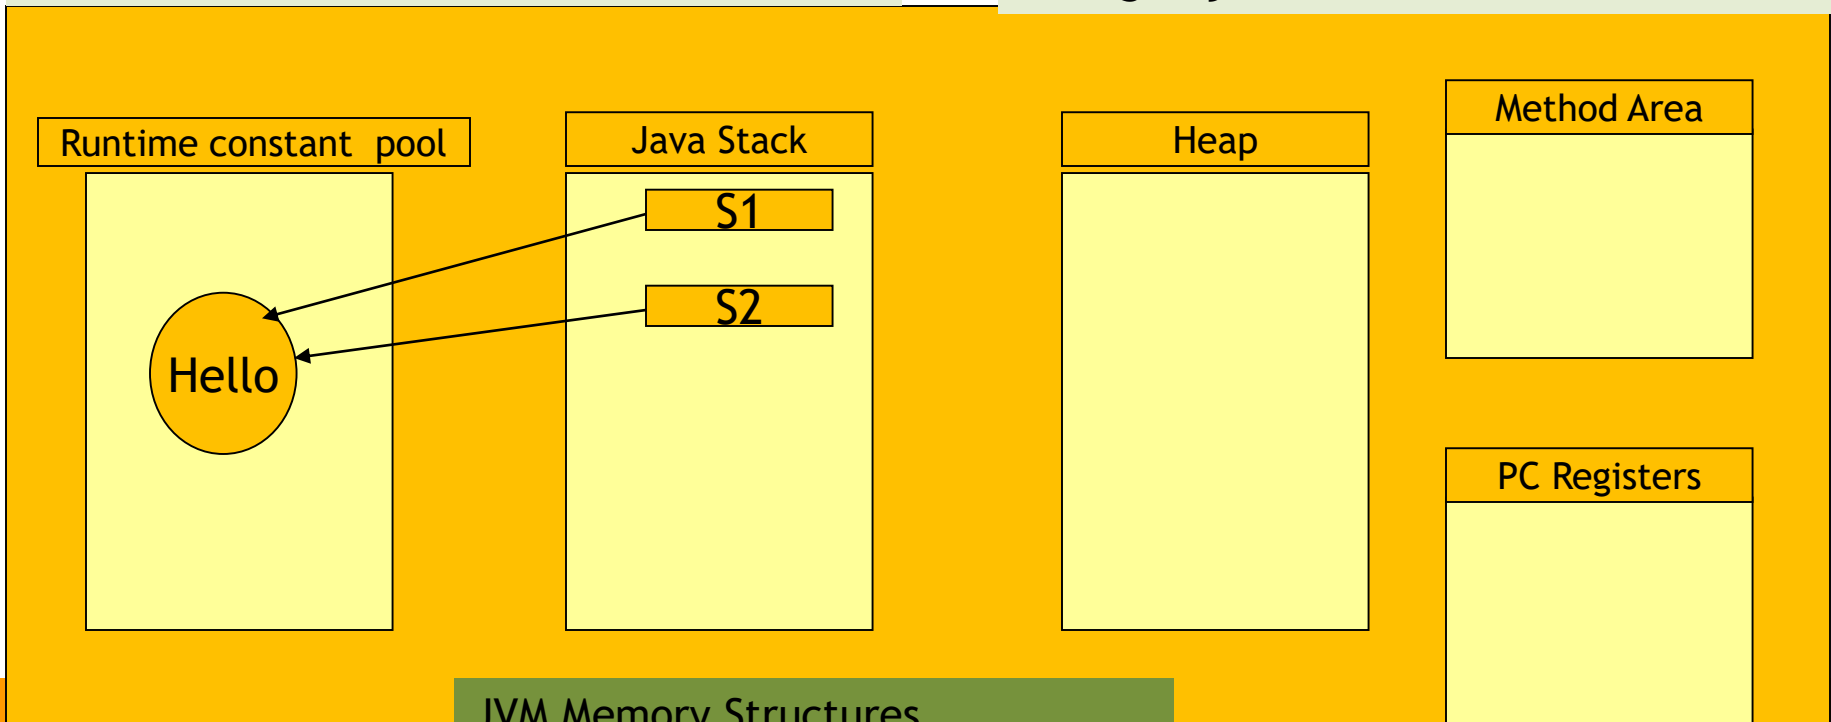 Runtime constant pool
Java Stack
Heap
Method Area
S1
S2
Hello
PC Registers
JVM Memory Structures